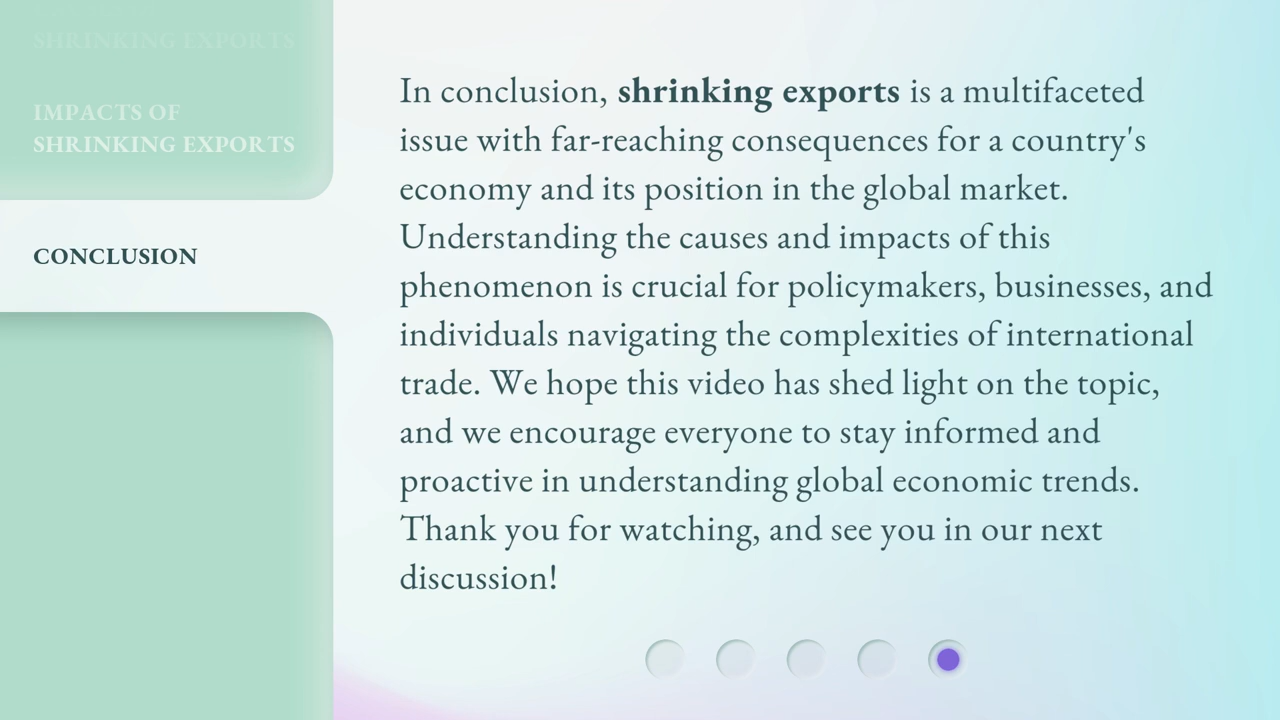 SHRINKING EXPORTS
IMPACTS OF
SHRINKING EXPORTS
CONCLUSION
In conclusion, shrinking exports is a multifaceted
issue with far-reaching consequences for a country's
economy and its position in the global market.
Understanding the causes and impacts of this
phenomenon is crucial for policymakers, businesses, and
individuals navigating the complexities of international
trade. We hope this video has shed light on the topic,
and we encourage everyone to stay informed and
proactive in understanding global economic trends.
Thank you for watching, and see you in our next
discussion!